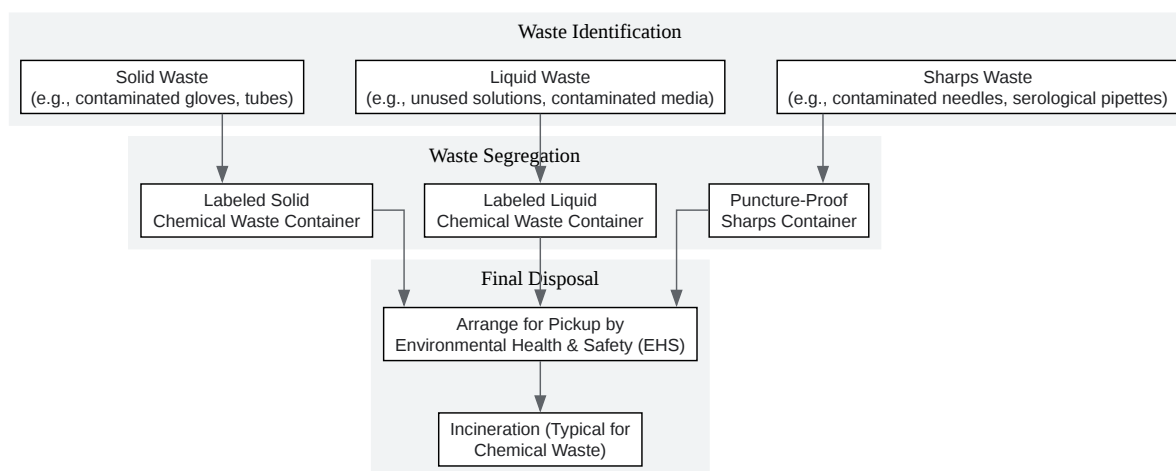 Waste Identification
Solid Waste
(e.g., contaminated gloves, tubes)
Liquid Waste
(e.g., unused solutions, contaminated media)
Sharps Waste
(e.g., contaminated needles, serological pipettes)
Waste Segregation
Labeled Solid
Chemical Waste Container
Labeled Liquid
Chemical Waste Container
Puncture-Proof
Sharps Container
Final Disposal
Arrange for Pickup by
Environmental Health & Safety (EHS)
Incineration (Typical for
Chemical Waste)